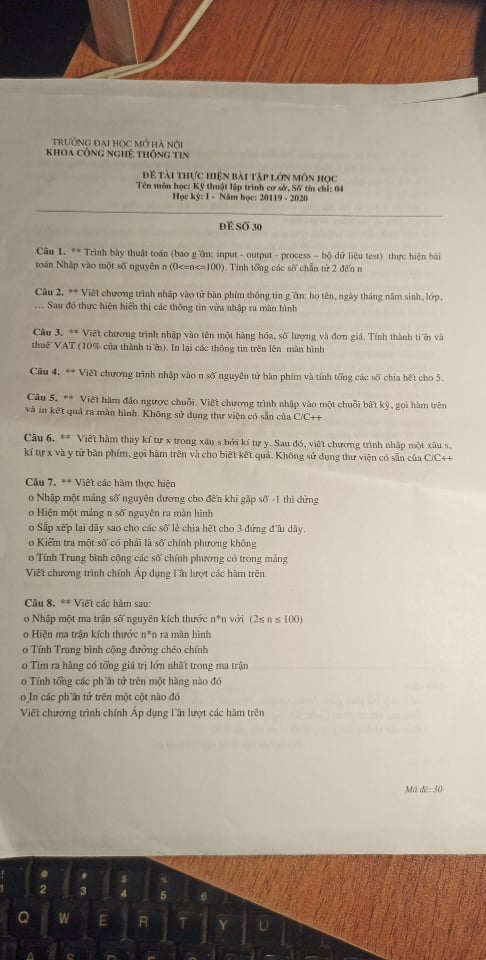 TRƯỜNG ĐẠI HỌC MỞ HÀ NỘI
KHOA CÔNG NGHỆ THÔNG TIN
ĐỀ TÀI THỰC HIỆN BÀI TẬP LỚN MÔN HỌC
Tên môn học: Kỹ thuật lập trình cơ sở, Số tín chỉ: 04
Học kỳ: I - Năm học: 20119 - 2020
ĐỀ SỐ 30
Câu 1. ** Trình bày thuật toán (bao gồm: input - output - process – bộ dữ liệu test) thực hiện bài
toán Nhập vào một số nguyên n (0<=n<=100). Tính tổng các số chẵn từ 2 đến n
Câu 2. ** Viết chương trình nhập vào từ bàn phím thông tin gồm: họ tên, ngày tháng năm sinh, lớp,
… Sau đó thực hiện hiển thị các thông tin vừa nhập ra màn hình
Câu 3. ** Viết chương trình nhập vào tên một hàng hóa, số lượng và đơn giá. Tính thành tiền và
thuế VAT (10% của thành tiền). In lại các thông tin trên lên màn hình
Câu 4. ** Viết chương trình nhập vào n số nguyên từ bàn phím và tính tổng các số chia hết cho 5.
Câu 5. ** Viết hàm đảo ngược chuỗi. Viết chương trình nhập vào một chuỗi bất kỳ, gọi hàm trên
và in kết quả ra màn hình. Không sử dụng thư viện có sẵn của C/C++
Câu 6. ** Viết hàm thay kí tự x trong xâu s bởi kí tự y. Sau đó, viết chương trình nhập một xâu s,
kí tự x và y từ bàn phím, gọi hàm trên và cho biết kết quả. Không sử dụng thư viện có sẵn của C/C++
Câu 7. ** Viết các hàm thực hiện
o Nhập một mảng số nguyên dương cho đến khi gặp số -1 thì dừng
o Hiện một mảng n số nguyên ra màn hình
o Sắp xếp lại dãy sao cho các số lẻ chia hết cho 3 đứng đầu dãy.
o Kiểm tra một số có phải là số chính phương không
o Tính Trung bình cộng các số chính phương có trong mảng
Viết chương trình chính Áp dụng lần lượt các hàm trên
Câu 8. ** Viết các hàm sau:
o Nhập một ma trận số nguyên kích thước n*n với (2≤ n ≤ 100)
o Hiện ma trận kích thước n*n ra màn hình
o Tính Trung bình cộng đường chéo chính
o Tìm ra hàng có tổng giá trị lớn nhất trong ma trận
o Tính tổng các phần tử trên một hàng nào đó
o In các phần tử trên một cột nào đó
Viết chương trình chính Áp dụng lần lượt các hàm trên
Mã đề: 30
! @ # $ %
1 2 3 4 5 6
Q W E R T Y U
A S D F